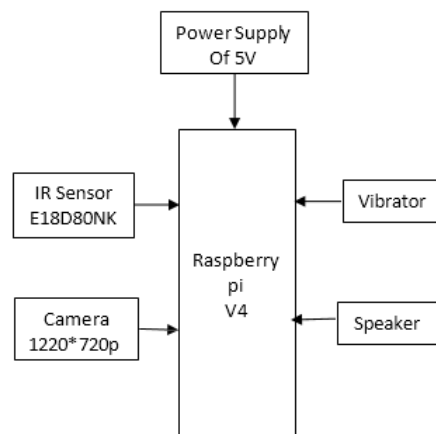 Power Supply
Of 5V
IR Sensor
E18D80NK
Vibrator
Raspberry
pi
V4
Camera
1220*720p
Speaker